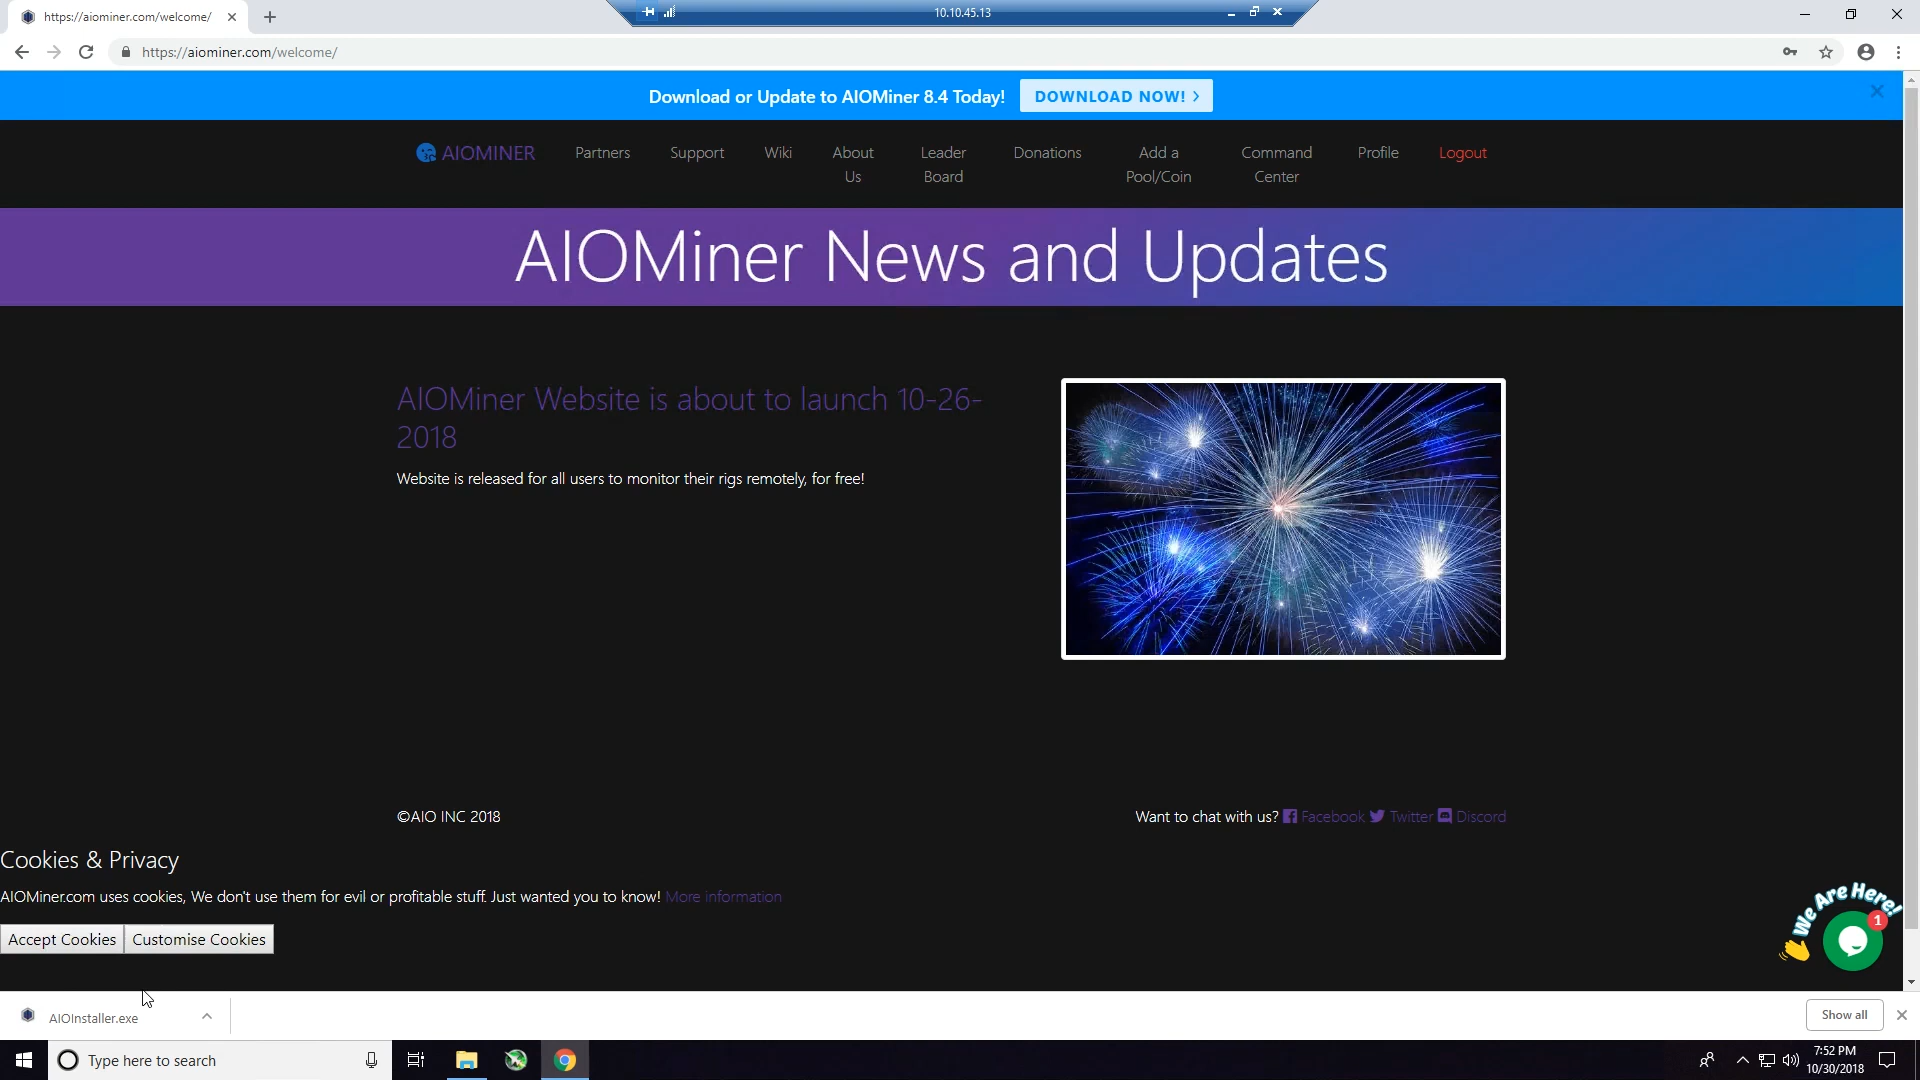 https://aiominer.com/welcome/
10.10.45.13
https://aiominer.com/welcome/
Download or Update to AIOMiner 8.4 Today!
DOWNLOAD NOW! >
AIOMINER
Partners
Support
Wiki
About
Us
Leader
Board
Donations
Add a
Pool/Coin
Command
Center
Profile
Logout
AIOMiner News and Updates
AIOMiner Website is about to launch 10-26-
2018
Website is released for all users to monitor their rigs remotely, for free!
©AIO INC 2018
Want to chat with us? Facebook Twitter Discord
Cookies & Privacy
AIOMiner.com uses cookies, We don't use them for evil or profitable stuff. Just wanted you to know! More information
Accept Cookies
Customise Cookies
We Are Here!
1
AIOInstaller.exe
Show all
Type here to search
7:52 PM
10/30/2018